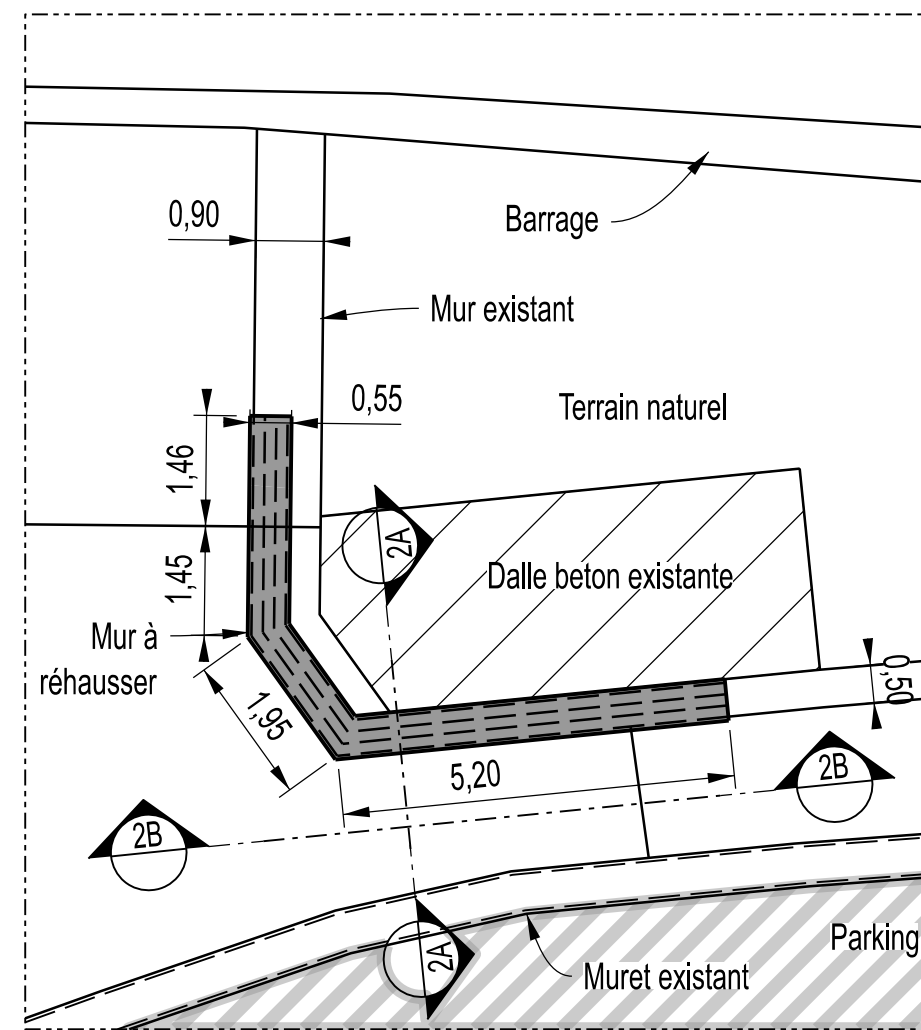 0,90
Barrage
Mur existant
0,55
Terrain naturel
1,46
2A
1,45
Dalle beton existante
Mur à
réhausser
0,50
1,95
5,20
2B
2B
2A
Parking
Muret existant